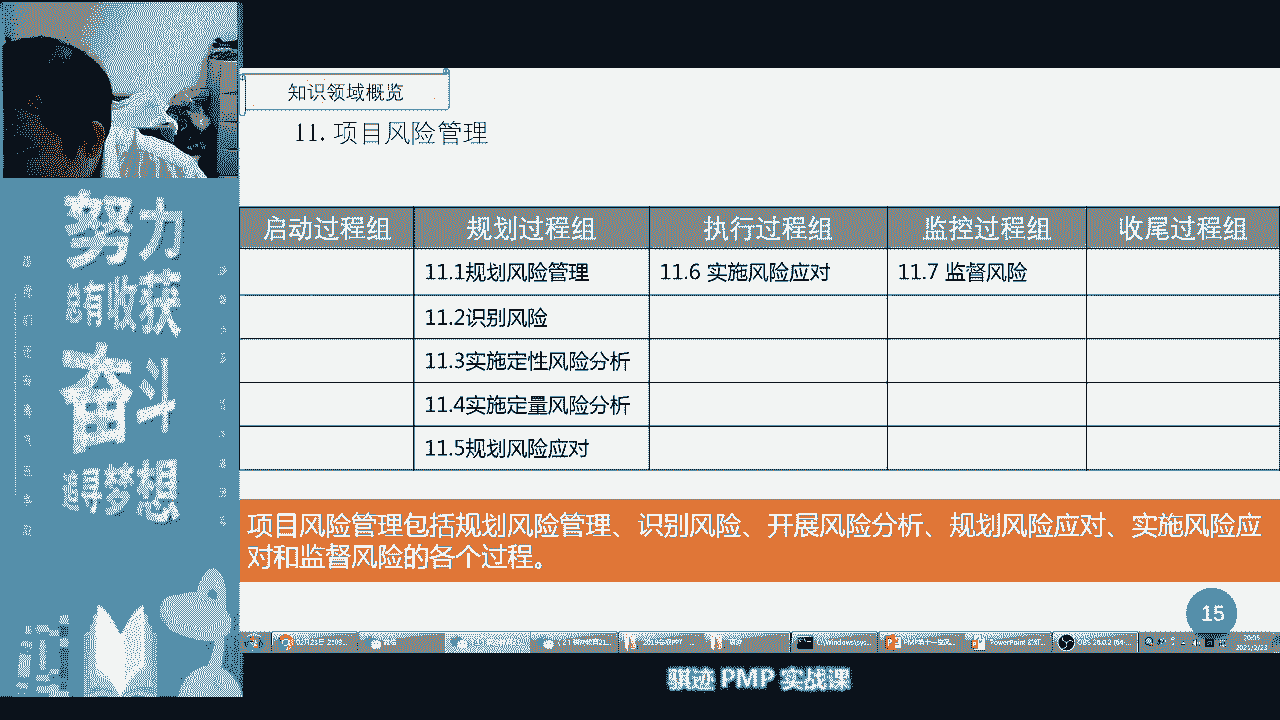 知识领域概览
11. 项目风险管理
启动过程组 规划过程组 执行过程组 监控过程组 收尾过程组
11.1规划风险管理 11.6 实施风险应对 11.7 监督风险
11.2识别风险
11.3实施定性风险分析
11.4实施定量风险分析
11.5规划风险应对
项目风险管理包括规划风险管理、识别风险、开展风险分析、规划风险应对、实施风险应
对和监督风险的各个过程。
15
努力
总有收获
奋斗
追寻梦想
骐迹 PMP 实战课